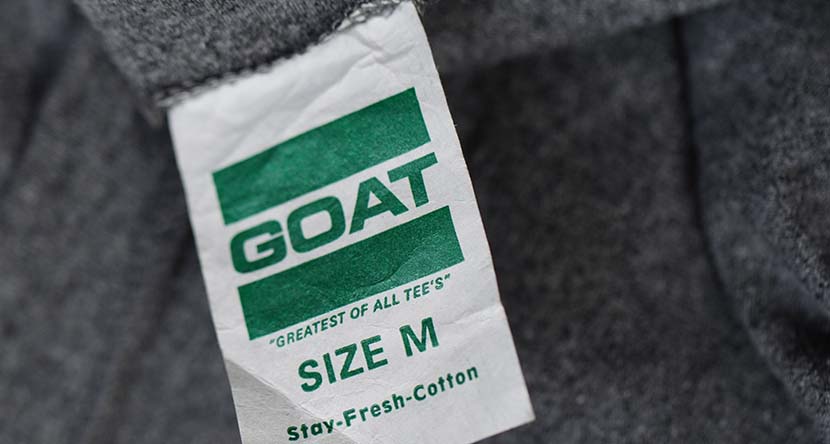 GOAT
"GREATEST OF ALL TEE'S"
SIZE M
Stay-Fresh-Cotton